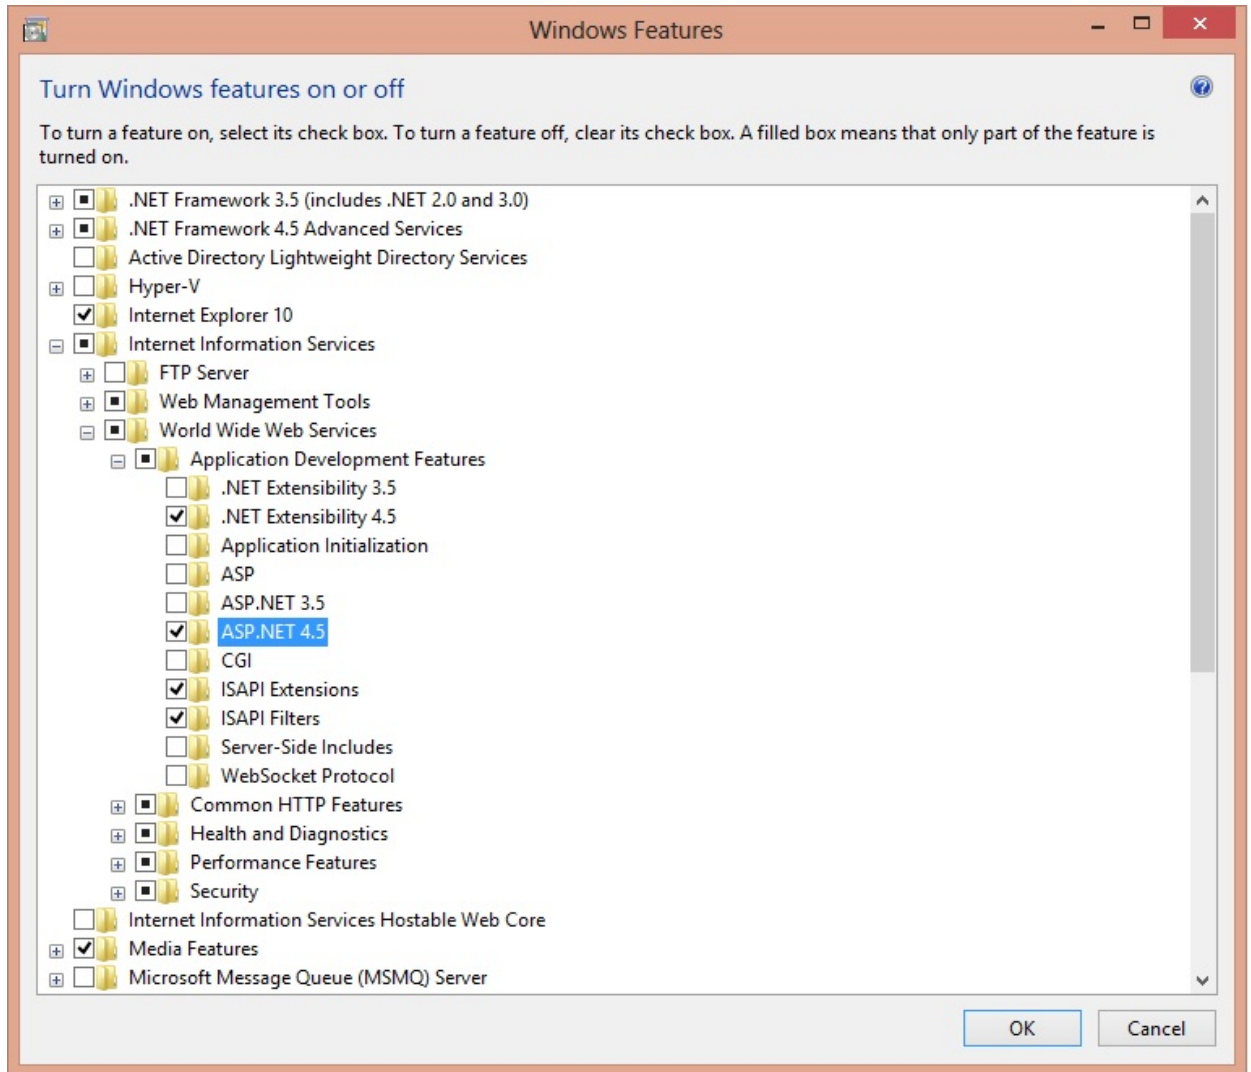 Windows Features
Turn Windows features on or off
To turn a feature on, select its check box. To turn a feature off, clear its check box. A filled box means that only part of the feature is
turned on.
.NET Framework 3.5 (includes .NET 2.0 and 3.0)
.NET Framework 4.5 Advanced Services
Active Directory Lightweight Directory Services
Hyper-V
Internet Explorer 10
Internet Information Services
FTP Server
Web Management Tools
World Wide Web Services
Application Development Features
.NET Extensibility 3.5
.NET Extensibility 4.5
Application Initialization
ASP
ASP.NET 3.5
ASP.NET 4.5
CGI
ISAPI Extensions
ISAPI Filters
Server-Side Includes
WebSocket Protocol
Common HTTP Features
Health and Diagnostics
Performance Features
Security
Internet Information Services Hostable Web Core
Media Features
Microsoft Message Queue (MSMQ) Server
OK
Cancel